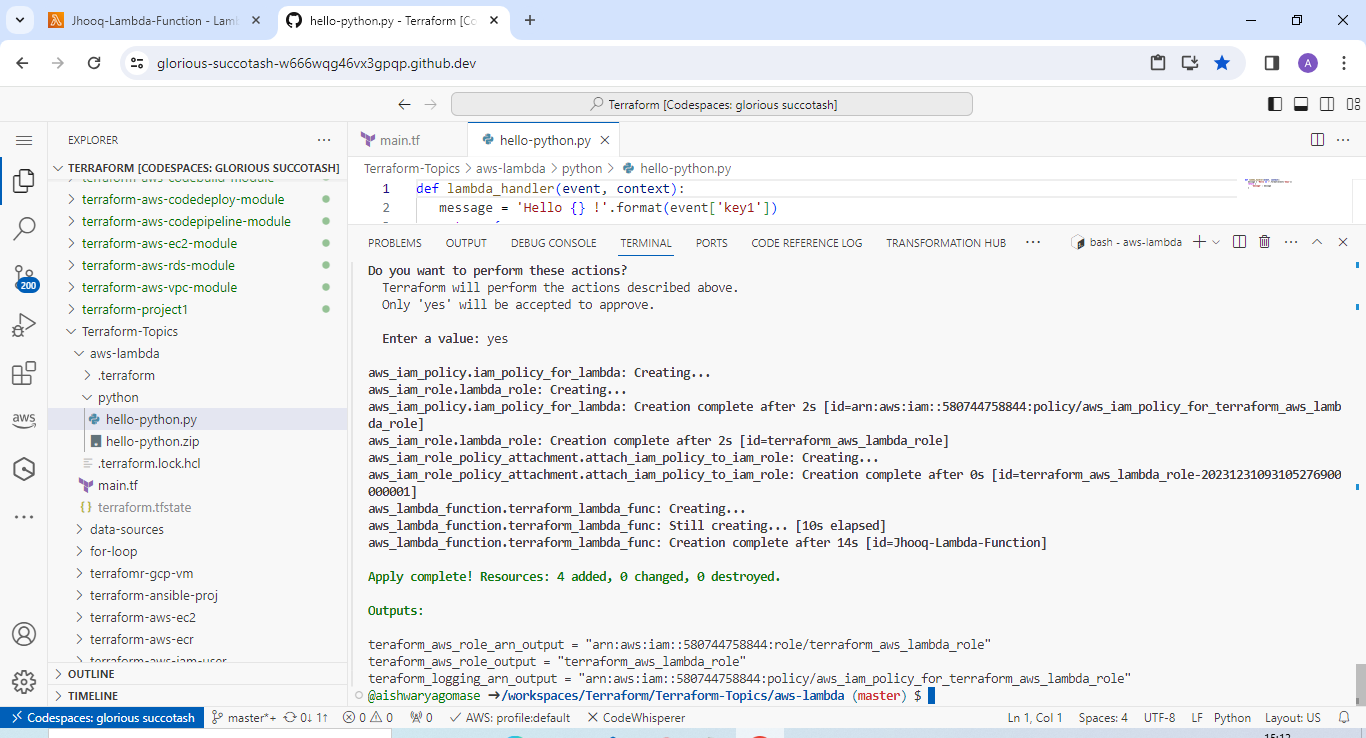 Jhooq-Lambda-Function - Lamb
hello-python.py - Terraform [Co
glorious-succotash-w666wqg46vx3gpqp.github.dev
A
Terraform [Codespaces: glorious succotash]
EXPLORER
TERRAFORM [CODESPACES: GLORIOUS SUCCOTASH]
terraform-aws-codebuild-module
terraform-aws-codedeploy-module
terraform-aws-codepipeline-module
terraform-aws-ec2-module
terraform-aws-rds-module
terraform-aws-vpc-module
terraform-project1
Terraform-Topics
aws-lambda
.terraform
python
hello-python.py
hello-python.zip
.terraform.lock.hcl
main.tf
terraform.tfstate
data-sources
for-loop
terrafomr-gcp-vm
terraform-ansible-proj
terraform-aws-ec2
terraform-aws-ecr
terraform-aws-iam-user
OUTLINE
TIMELINE
200
aws
main.tf
hello-python.py
Terraform-Topics > aws-lambda > python > hello-python.py
1 def lambda_handler(event, context):
2 message = 'Hello {} !'.format(event['key1'])
PROBLEMS OUTPUT DEBUG CONSOLE TERMINAL PORTS CODE REFERENCE LOG TRANSFORMATION HUB
bash - aws-lambda
Do you want to perform these actions?
Terraform will perform the actions described above.
Only 'yes' will be accepted to approve.
Enter a value: yes
aws_iam_policy.iam_policy_for_lambda: Creating...
aws_iam_role.lambda_role: Creating...
aws_iam_policy.iam_policy_for_lambda: Creation complete after 2s [id=arn:aws:iam::580744758844:policy/aws_iam_policy_for_terraform_aws_lamb
da_role]
aws_iam_role.lambda_role: Creation complete after 2s [id=terraform_aws_lambda_role]
aws_iam_role_policy_attachment.attach_iam_policy_to_iam_role: Creating...
aws_iam_role_policy_attachment.attach_iam_policy_to_iam_role: Creation complete after 0s [id=terraform_aws_lambda_role-20231231093105276900
000001]
aws_lambda_function.terraform_lambda_func: Creating...
aws_lambda_function.terraform_lambda_func: Still creating... [10s elapsed]
aws_lambda_function.terraform_lambda_func: Creation complete after 14s [id=Jhooq-Lambda-Function]
Apply complete! Resources: 4 added, 0 changed, 0 destroyed.
Outputs:
teraform_aws_role_arn_output = "arn:aws:iam::580744758844:role/terraform_aws_lambda_role"
teraform_aws_role_output = "terraform_aws_lambda_role"
teraform_logging_arn_output = "arn:aws:iam::580744758844:policy/aws_iam_policy_for_terraform_aws_lambda_role"
@aishwaryagomase ➜/workspaces/Terraform/Terraform-Topics/aws-lambda (master) $
Codespaces: glorious succotash
master*+ 0↓ 1↑ 0 0 0 AWS: profile:default CodeWhisperer
Ln 1, Col 1 Spaces: 4 UTF-8 LF Python Layout: US